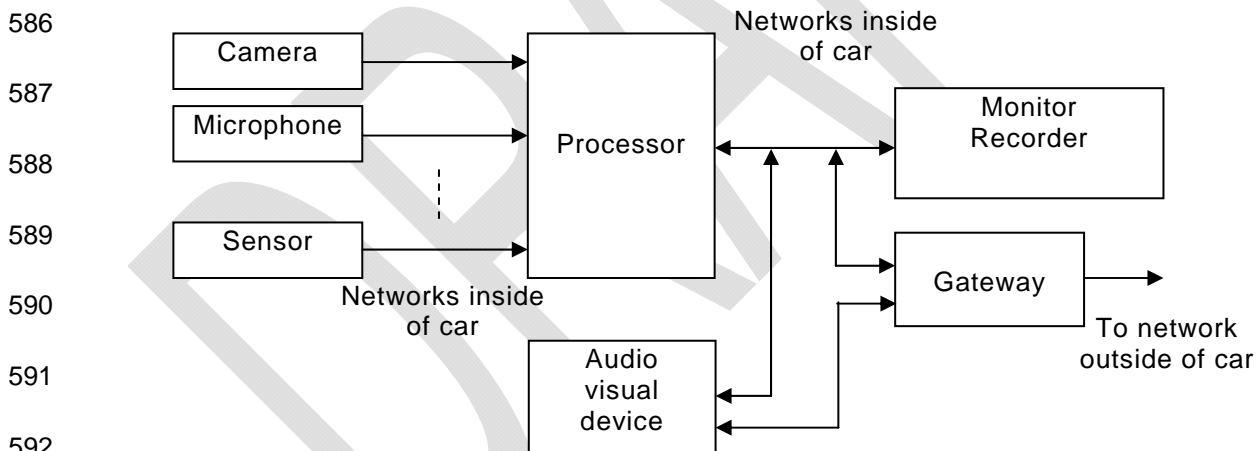 586
Networks inside
of car
Camera
587
Microphone
Processor
Monitor
Recorder
588
589
Sensor
Gateway
590
Networks inside
of car
To network
outside of car
591
Audio
visual
device
592
DRAFT